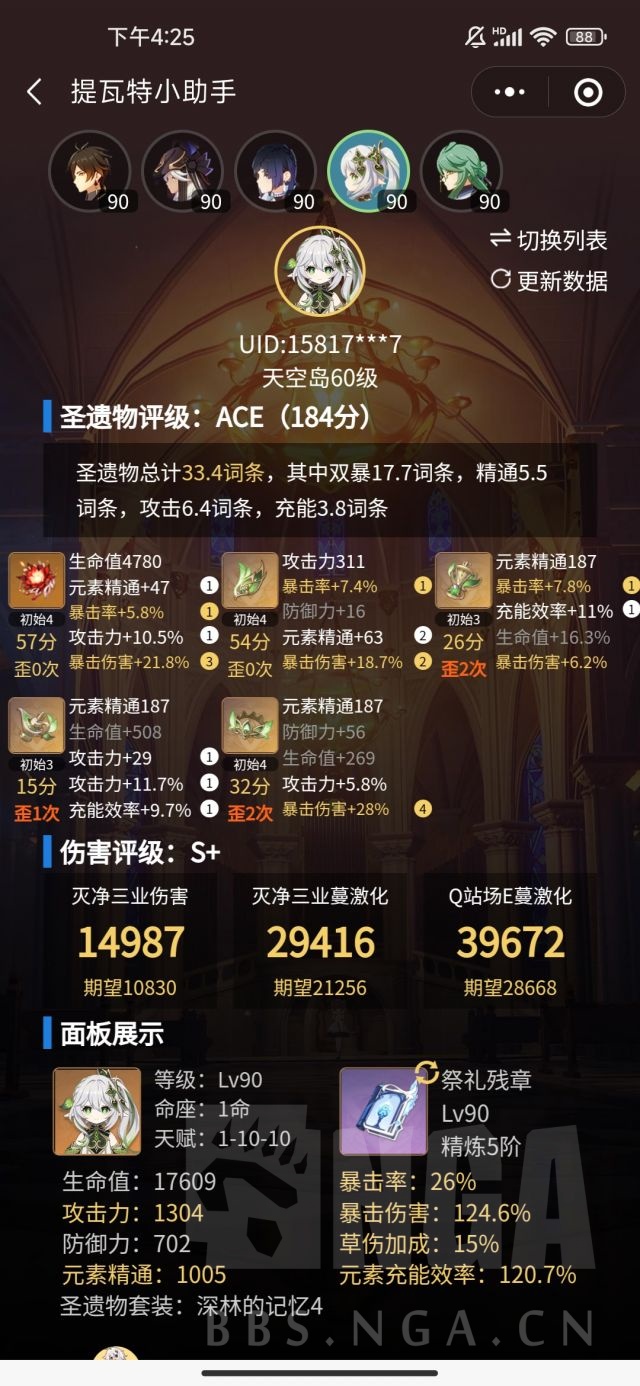 下午4:25
HD
88
提瓦特小助手
90 90 90 90 90
切换列表
更新数据
UID:15817***7
天空岛60级
圣遗物评级：ACE（184分）
圣遗物总计33.4词条，其中双暴17.7词条，精通5.5
词条，攻击6.4词条，充能3.8词条
生命值4780
元素精通+47 1
暴击率+5.8% 1
攻击力+10.5% 1
暴击伤害+21.8% 3
初始4
57分
歪0次
攻击力311
暴击率+7.4% 1
防御力+16
元素精通+63 2
暴击伤害+18.7% 2
初始4
54分
歪0次
元素精通187
暴击率+7.8% 1
充能效率+11% 1
生命值+16.3%
暴击伤害+6.2%
初始3
26分
歪2次
元素精通187
生命值+508
攻击力+29 1
攻击力+11.7% 1
充能效率+9.7% 1
初始3
15分
歪1次
元素精通187
防御力+56
生命值+269
攻击力+5.8%
暴击伤害+28% 4
初始4
32分
歪2次
伤害评级：S+
灭净三业伤害 灭净三业蔓激化 Q站场E蔓激化
14987 29416 39672
期望10830 期望21256 期望28668
面板展示
等级：Lv90
命座：1命
天赋：1-10-10
祭礼残章
Lv90
精炼5阶
生命值：17609 暴击率：26%
攻击力：1304 暴击伤害：124.6%
防御力：702 草伤加成：15%
元素精通：1005 元素充能效率：120.7%
圣遗物套装：深林的记忆4
NGA
BBS.NGA.CN